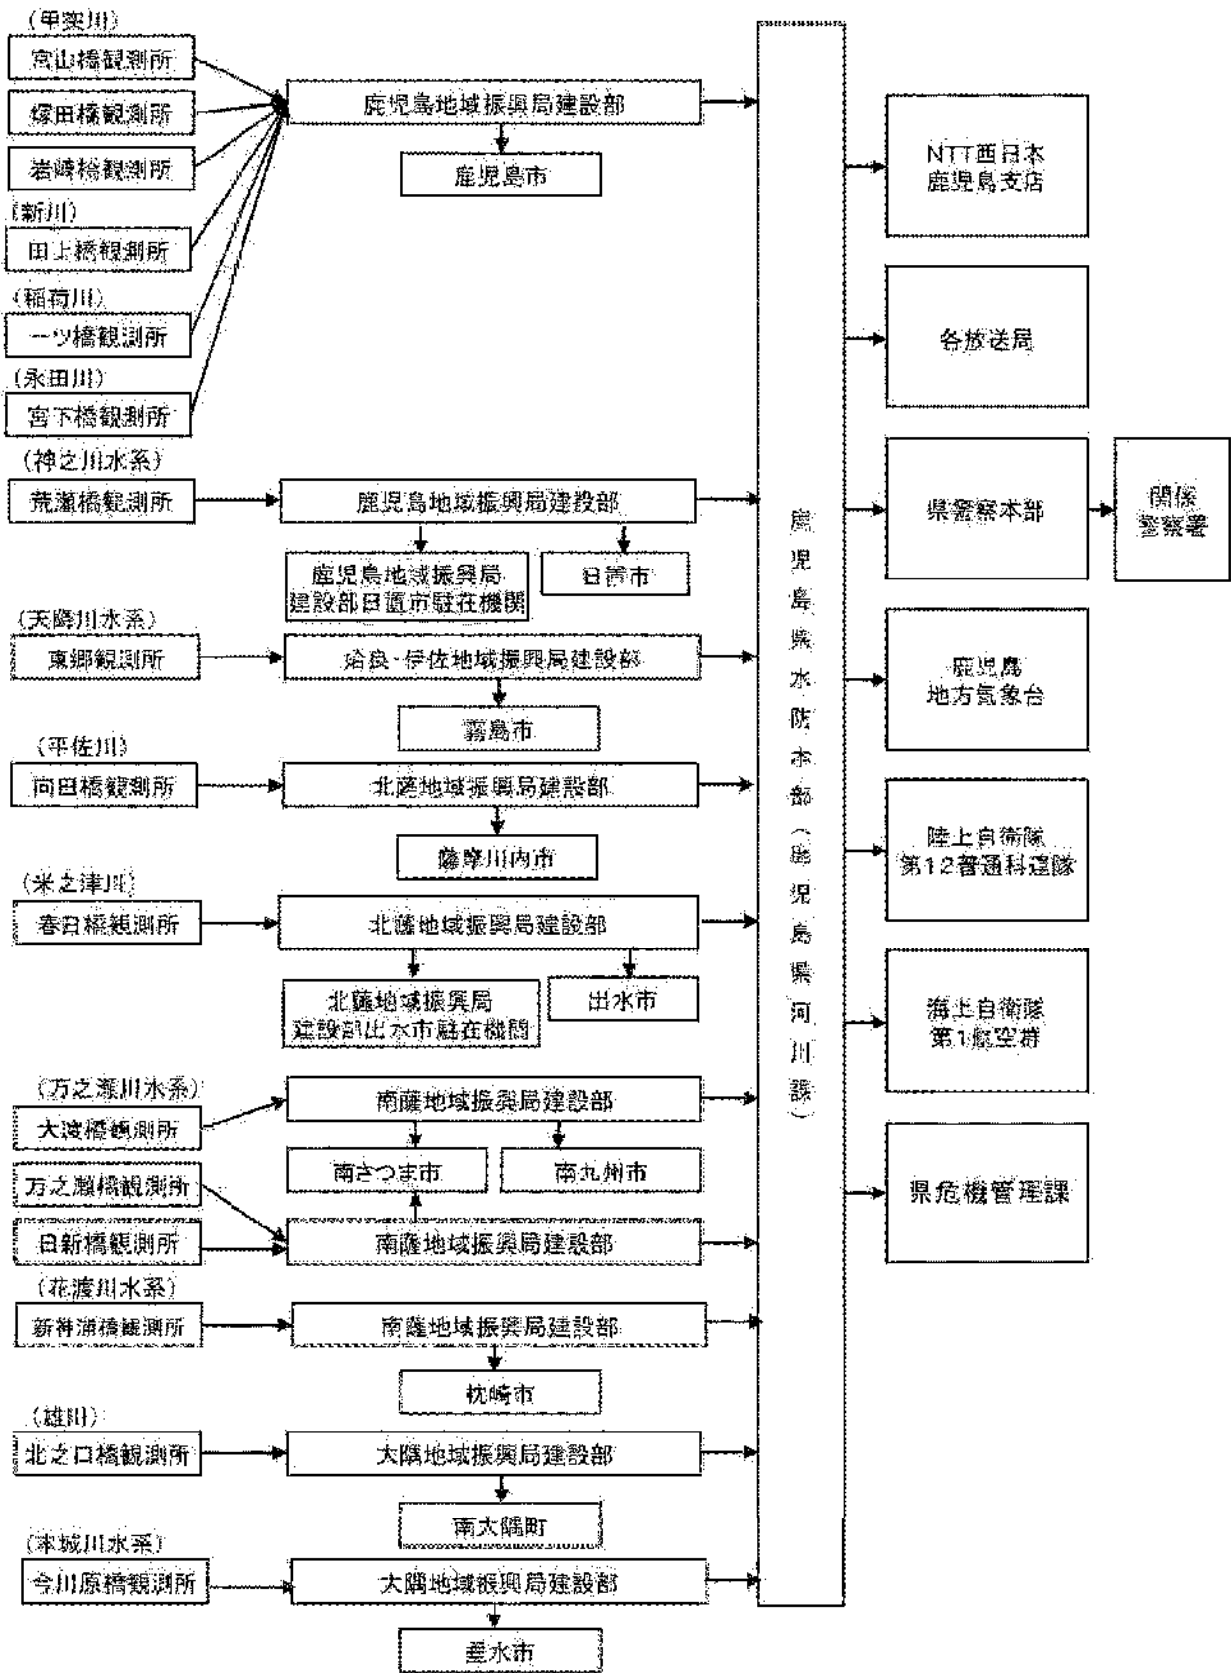 (甲突川)
宮山橋観測所
塚田橋観測所
岩崎橋観測所
(新川)
田上橋観測所
(稲荷川)
一ツ橋観測所
(永田川)
宮下橋観測所
鹿児島地域振興局建設部
鹿児島市
(神之川水系)
荒瀬橋観測所
鹿児島地域振興局建設部
鹿児島地域振興局
建設部日置市駐在機関
日置市
(天降川水系)
東郷観測所
姶良・伊佐地域振興局建設部
霧島市
(平佐川)
向田橋観測所
北薩地域振興局建設部
薩摩川内市
(米之津川)
春日橋観測所
北薩地域振興局建設部
北薩地域振興局
建設部出水市駐在機関
出水市
(万之瀬川水系)
大渡橋観測所
万之瀬橋観測所
日新橋観測所
南薩地域振興局建設部
南さつま市
南九州市
南薩地域振興局建設部
(花渡川水系)
新神浦橋観測所
南薩地域振興局建設部
枕崎市
(雄川)
北之口橋観測所
大隅地域振興局建設部
南大隅町
(本城川水系)
今川原橋観測所
大隅地域振興局建設部
垂水市
鹿児島県水防本部(鹿児島県河川課)
NTT西日本
鹿児島支店
各放送局
県警察本部
関係
警察署
鹿児島
地方気象台
陸上自衛隊
第12普通科連隊
海上自衛隊
第1航空群
県危機管理課